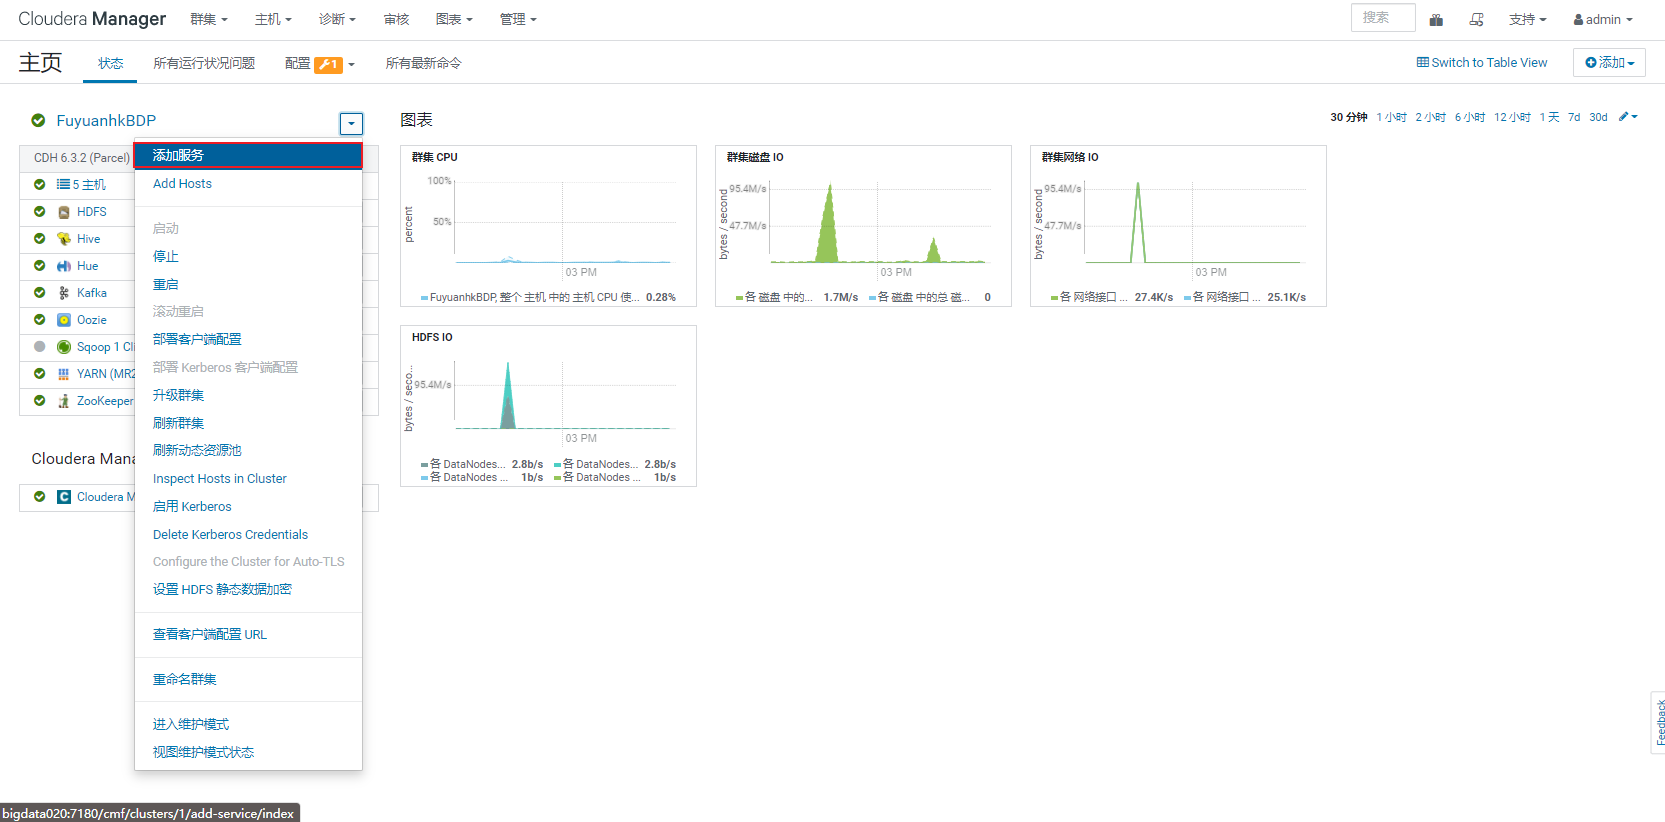 Cloudera Manager 群集 主机 诊断 审核 图表 管理 搜索 支持 admin
主页 状态 所有运行状况问题 配置 1 所有最新命令 Switch to Table View 添加
FuyuanhkBDP
CDH 6.3.2 (Parcel)
5 主机
HDFS
Hive
Hue
Kafka
Oozie
Sqoop 1 Cli
YARN (MR2
ZooKeeper
Cloudera Mana
Cloudera M
添加服务
Add Hosts
启动
停止
重启
滚动重启
部署客户端配置
部署 Kerberos 客户端配置
升级群集
刷新群集
刷新动态资源池
Inspect Hosts in Cluster
启用 Kerberos
Delete Kerberos Credentials
Configure the Cluster for Auto-TLS
设置 HDFS 静态数据加密
查看客户端配置 URL
重命名群集
进入维护模式
视图维护模式状态
图表
30 分钟 1 小时 2 小时 6 小时 12 小时 1 天 7d 30d
群集 CPU
percent
100%
50%
03 PM
FuyuanhkBDP, 整个 主机 中的 主机 CPU 使... 0.28%
群集磁盘 IO
bytes / second
95.4M/s
47.7M/s
03 PM
各 磁盘 中的... 1.7M/s 各 磁盘 中的总 磁... 0
群集网络 IO
bytes / second
95.4M/s
47.7M/s
03 PM
各 网络接口 ... 27.4K/s 各 网络接口 ... 25.1K/s
HDFS IO
bytes / seco...
95.4M/s
03 PM
各 DataNodes... 2.8b/s 各 DataNodes... 2.8b/s
各 DataNodes ... 1b/s 各 DataNodes ... 1b/s
Feedback
bigdata020:7180/cmf/clusters/1/add-service/index